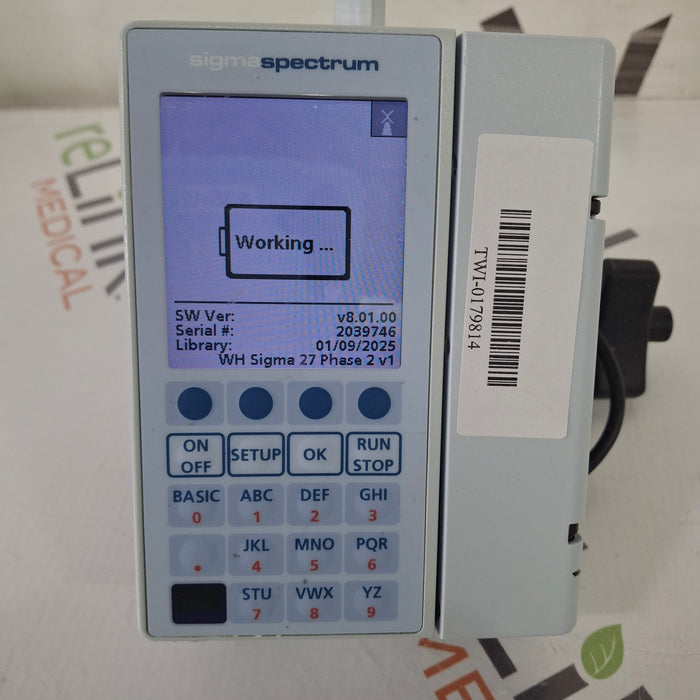 sigmaspectrum
Working ...
SW Ver: v8.01.00
Serial #: 2039746
Library: 01/09/2025
WH Sigma 27 Phase 2 v1
ON OFF
SETUP
OK
RUN STOP
BASIC 0
ABC 1
DEF 2
GHI 3
.
JKL 4
MNO 5
PQR 6
STU 7
VWX 8
YZ 9
TWI-0179814
reLink
MEDICAL